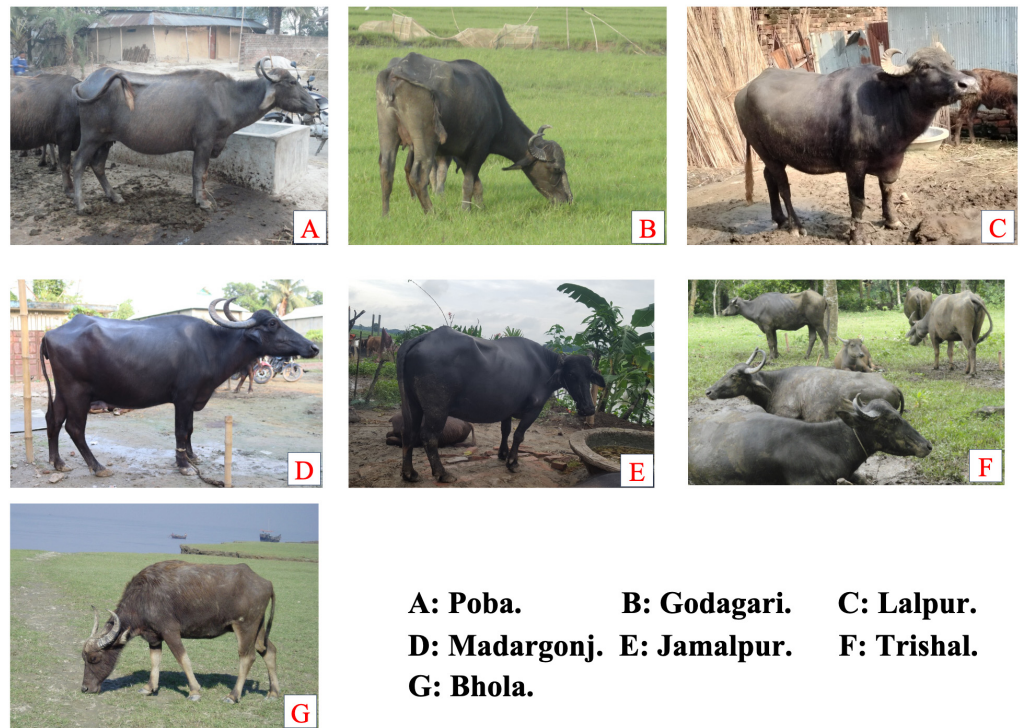 A
B
C
D
E
F
G
A: Poba. B: Godagari. C: Lalpur.
D: Madargonj. E: Jamalpur. F: Trishal.
G: Bhola.